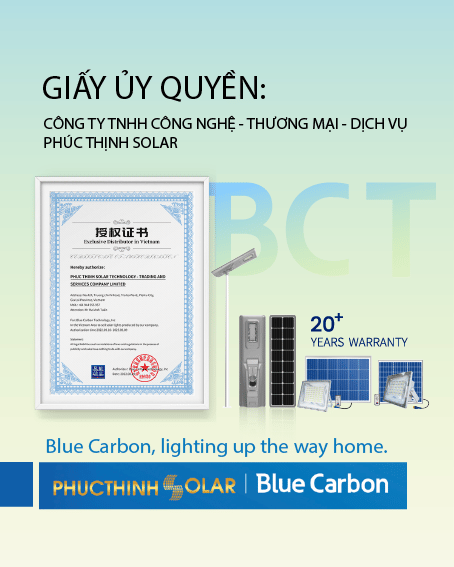 GIẤY ỦY QUYỀN:
CÔNG TY TNHH CÔNG NGHỆ - THƯƠNG MẠI - DỊCH VỤ
PHÚC THỊNH SOLAR
BCT
授权证书
Exclusive Distributor in Vietnam
Hereby authorize:
PHUC THINH SOLAR TECHNOLOGY - TRADING AND
SERVICES COMPANY LIMITED
20+
YEARS WARRANTY
Blue Carbon, lighting up the way home.
PHUCTHINH SOLAR | Blue Carbon